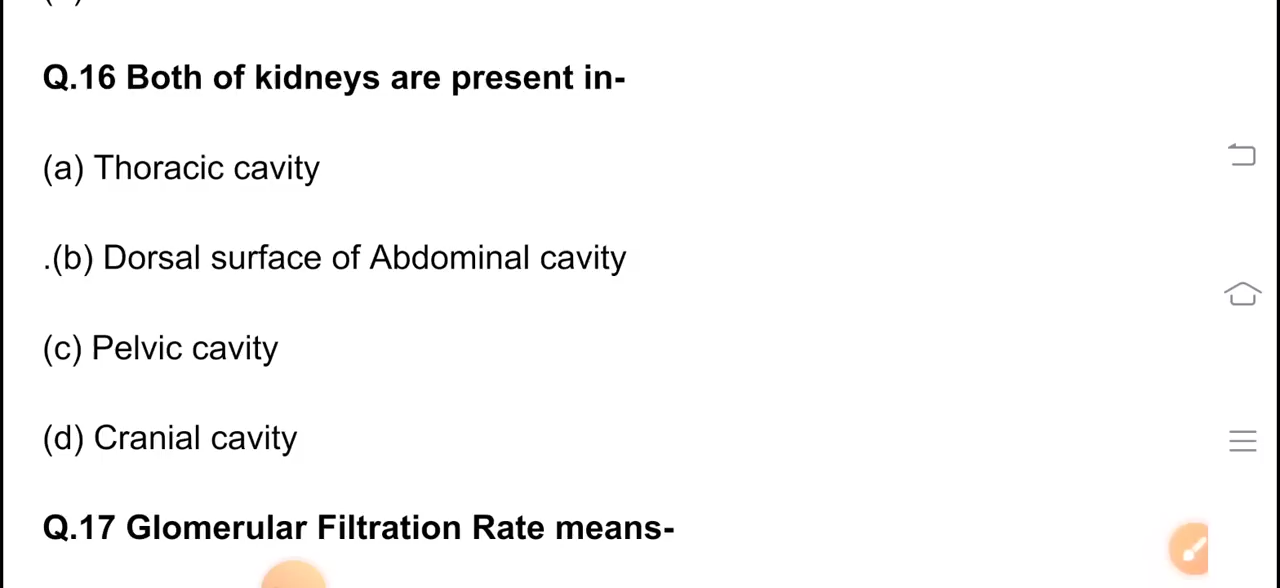 Q.16 Both of kidneys are present in-
(a) Thoracic cavity
.(b) Dorsal surface of Abdominal cavity
(c) Pelvic cavity
(d) Cranial cavity
Q.17 Glomerular Filtration Rate means-